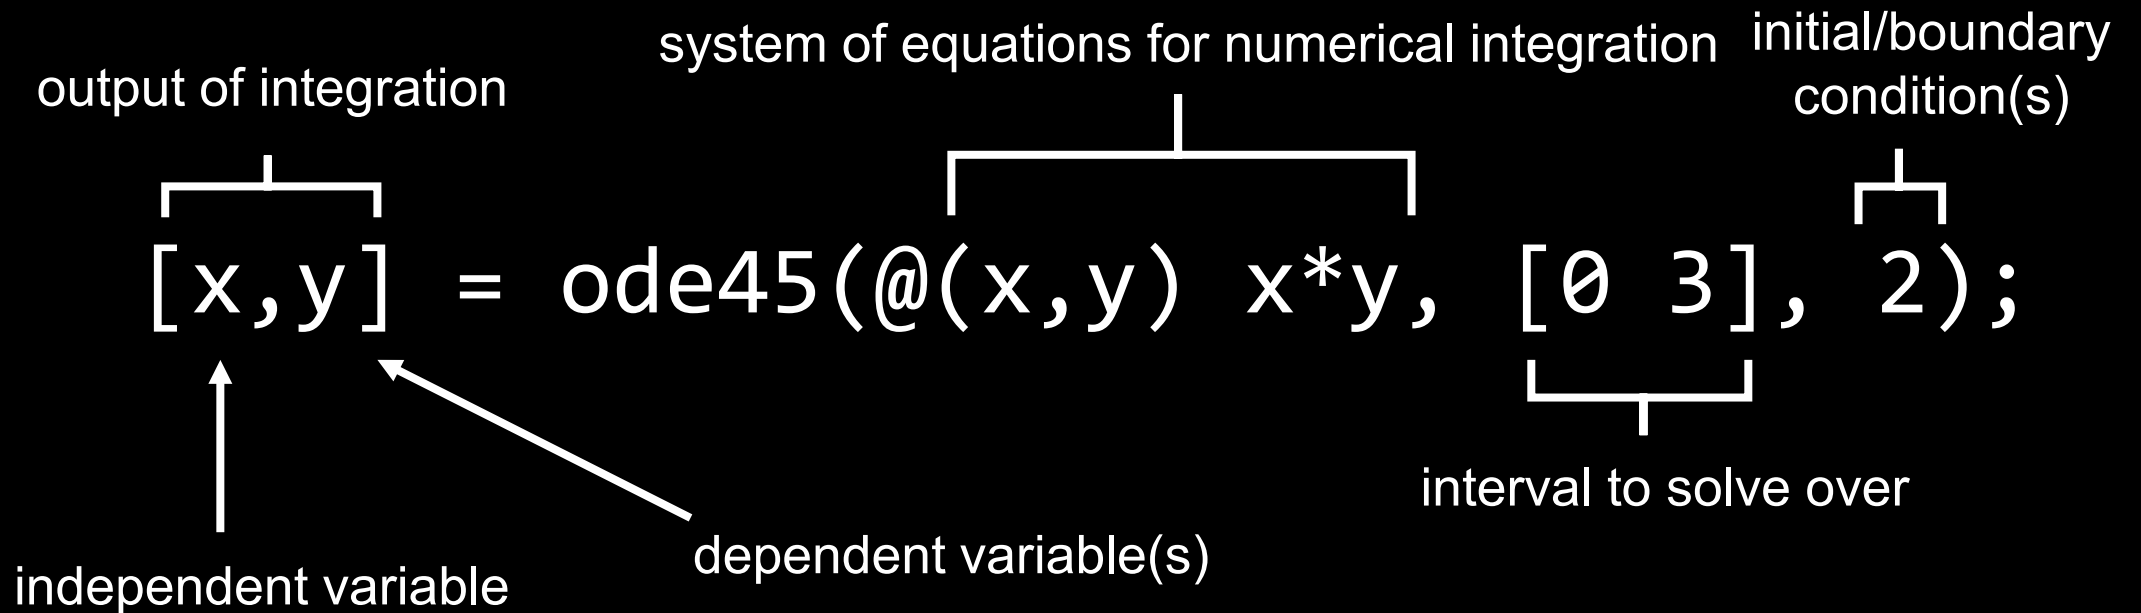 system of equations for numerical integration
initial/boundary
condition(s)
output of integration
[x,y] = ode45(@(x,y) x*y, [0 3], 2);
interval to solve over
dependent variable(s)
independent variable